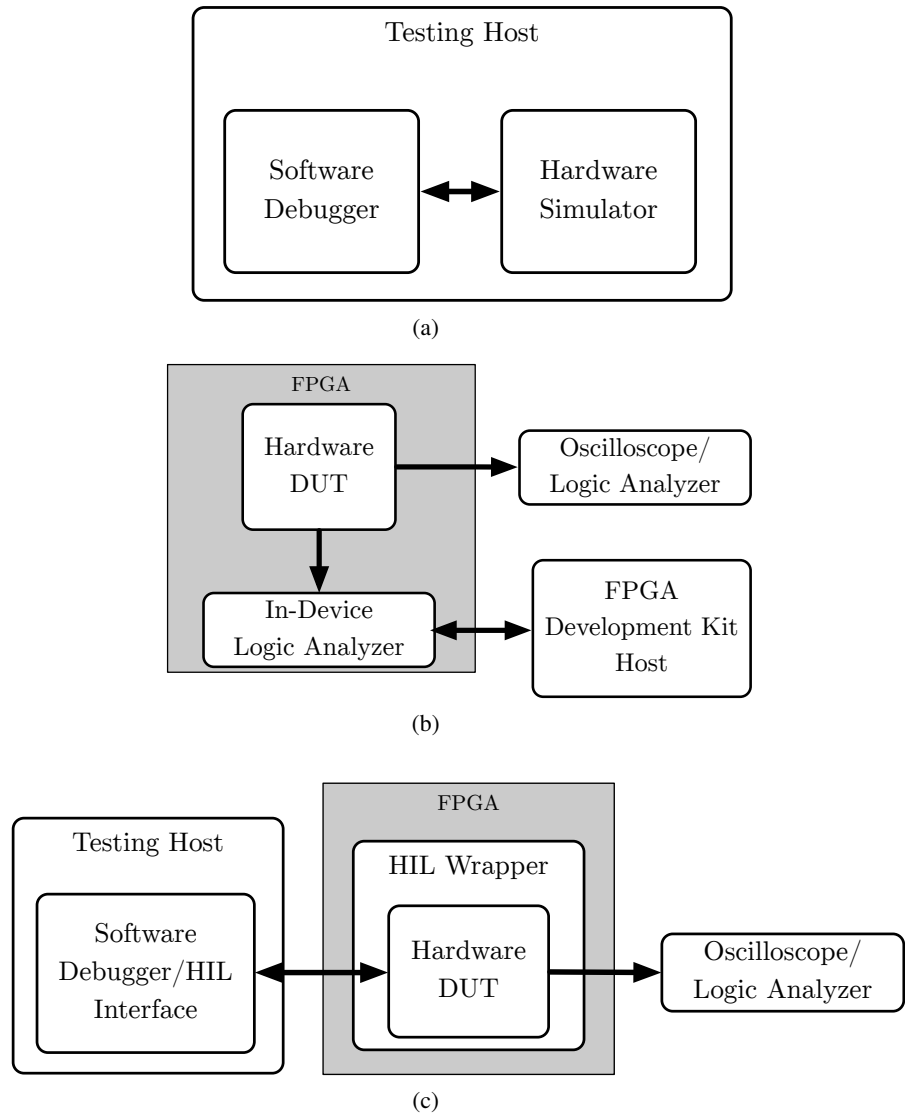 Testing Host
Software
Debugger
Hardware
Simulator
(a)
FPGA
Hardware
DUT
Oscilloscope/
Logic Analyzer
In-Device
Logic Analyzer
FPGA
Development Kit
Host
(b)
Testing Host
Software
Debugger/HIL
Interface
FPGA
HIL Wrapper
Hardware
DUT
Oscilloscope/
Logic Analyzer
(c)